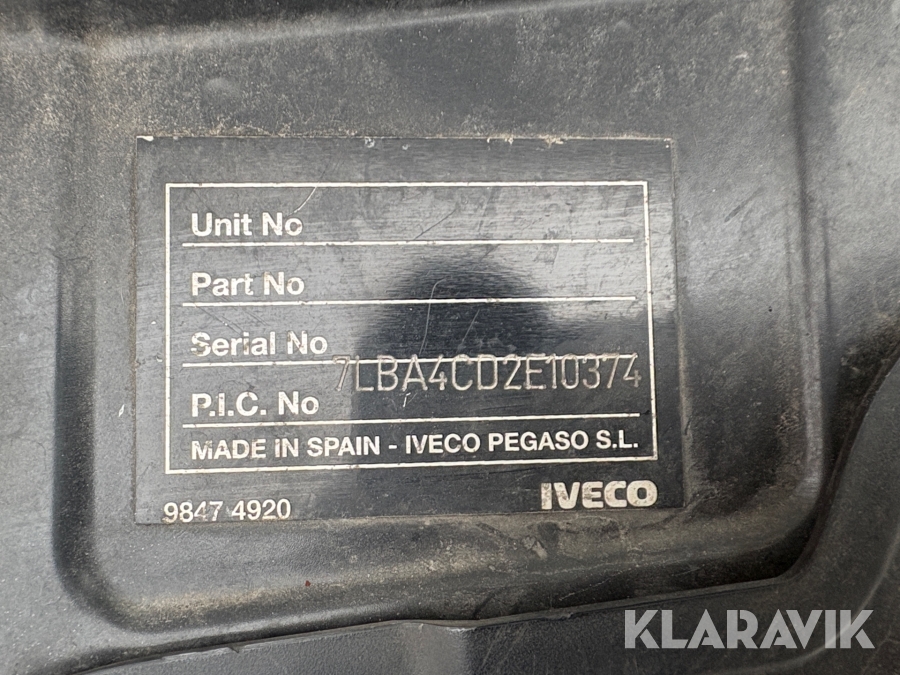 Unit No
Part No
Serial No
7LBA4CD2E10374
P.I.C. No
MADE IN SPAIN - IVECO PEGASO S.L.
9847 4920
IVECO
KLARAVIK